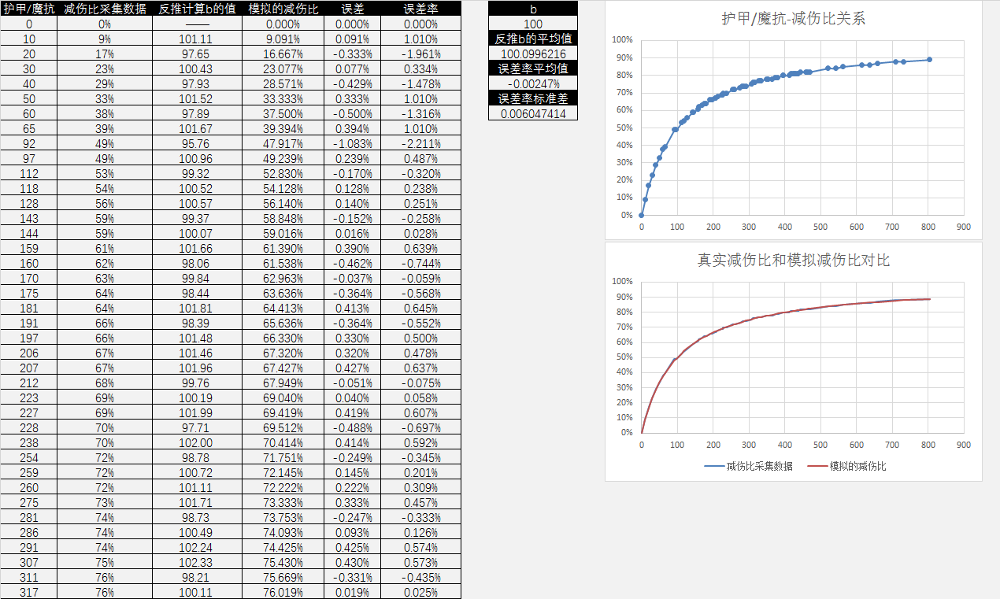 护甲/魔抗 减伤比采集数据 反推计算b的值 模拟的减伤比 误差 误差率
0 0% —— 0.000% 0.000% 0.000%
10 9% 101.11 9.091% 0.091% 1.010%
20 17% 97.65 16.667% -0.333% -1.961%
30 23% 100.43 23.077% 0.077% 0.334%
40 29% 97.93 28.571% -0.429% -1.478%
50 33% 101.52 33.333% 0.333% 1.010%
60 38% 97.89 37.500% -0.500% -1.316%
65 39% 101.67 39.394% 0.394% 1.010%
92 49% 95.76 47.917% -1.083% -2.211%
97 49% 100.96 49.239% 0.239% 0.487%
112 53% 99.32 52.830% -0.170% -0.320%
118 54% 100.52 54.128% 0.128% 0.238%
128 56% 100.57 56.140% 0.140% 0.251%
143 59% 99.37 58.848% -0.152% -0.258%
144 59% 100.07 59.016% 0.016% 0.028%
159 61% 101.66 61.390% 0.390% 0.639%
160 62% 98.06 61.538% -0.462% -0.744%
170 63% 99.84 62.963% -0.037% -0.059%
175 64% 98.44 63.636% -0.364% -0.568%
181 64% 101.81 64.413% 0.413% 0.645%
191 66% 98.39 65.636% -0.364% -0.552%
197 66% 101.48 66.330% 0.330% 0.500%
206 67% 101.46 67.320% 0.320% 0.478%
207 67% 101.96 67.427% 0.427% 0.637%
212 68% 99.76 67.949% -0.051% -0.075%
223 69% 100.19 69.040% 0.040% 0.058%
227 69% 101.99 69.419% 0.419% 0.607%
228 70% 97.71 69.512% -0.488% -0.697%
238 70% 102.00 70.414% 0.414% 0.592%
254 72% 98.78 71.751% -0.249% -0.345%
259 72% 100.72 72.145% 0.145% 0.201%
260 72% 101.11 72.222% 0.222% 0.309%
275 73% 101.71 73.333% 0.333% 0.457%
281 74% 98.73 73.753% -0.247% -0.333%
286 74% 100.49 74.093% 0.093% 0.126%
291 74% 102.24 74.425% 0.425% 0.574%
307 75% 102.33 75.430% 0.430% 0.573%
311 76% 98.21 75.669% -0.331% -0.435%
317 76% 100.11 76.019% 0.019% 0.025%
b
100
反推b的平均值
100.0996216
误差率平均值
-0.00247%
误差率标准差
0.006047414
护甲/魔抗-减伤比关系
100%
90%
80%
70%
60%
50%
40%
30%
20%
10%
0%
0 100 200 300 400 500 600 700 800 900
真实减伤比和模拟减伤比对比
100%
90%
80%
70%
60%
50%
40%
30%
20%
10%
0%
0 100 200 300 400 500 600 700 800 900
减伤比采集数据 模拟的减伤比